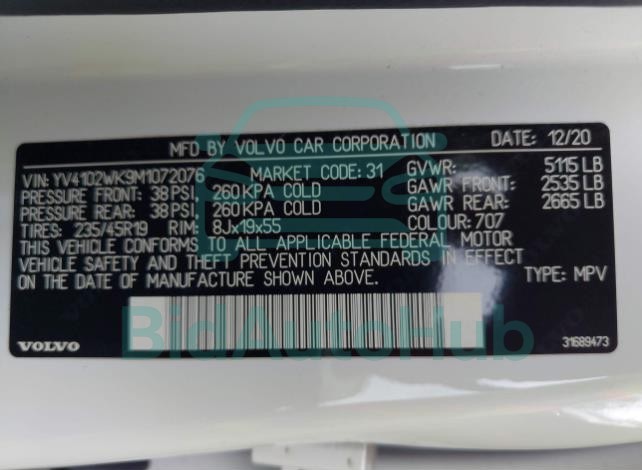 MFD BY VOLVO CAR CORPORATION DATE: 12/20
VIN: YV4102WK9M1072076 MARKET CODE: 31 GVWR: 5115 LB
PRESSURE FRONT: 38 PSI, 260 KPA COLD GAWR FRONT: 2535 LB
PRESSURE REAR: 38 PSI, 260 KPA COLD GAWR REAR: 2665 LB
TIRES: 235/45R19 RIM: 8Jx19x55 COLOUR: 707
THIS VEHICLE CONFORMS TO ALL APPLICABLE FEDERAL MOTOR
VEHICLE SAFETY AND THEFT PREVENTION STANDARDS IN EFFECT
ON THE DATE OF MANUFACTURE SHOWN ABOVE. TYPE: MPV
BidAutoHub
VOLVO 31689473